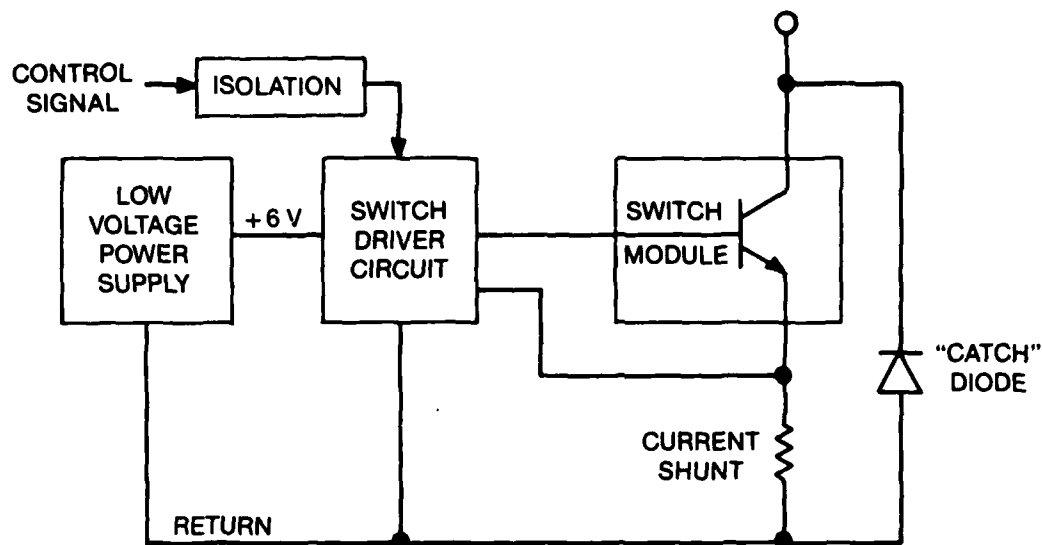 CONTROL
SIGNAL
ISOLATION
LOW
VOLTAGE
POWER
SUPPLY
+6 V
SWITCH
DRIVER
CIRCUIT
SWITCH
MODULE
"CATCH"
DIODE
CURRENT
SHUNT
RETURN